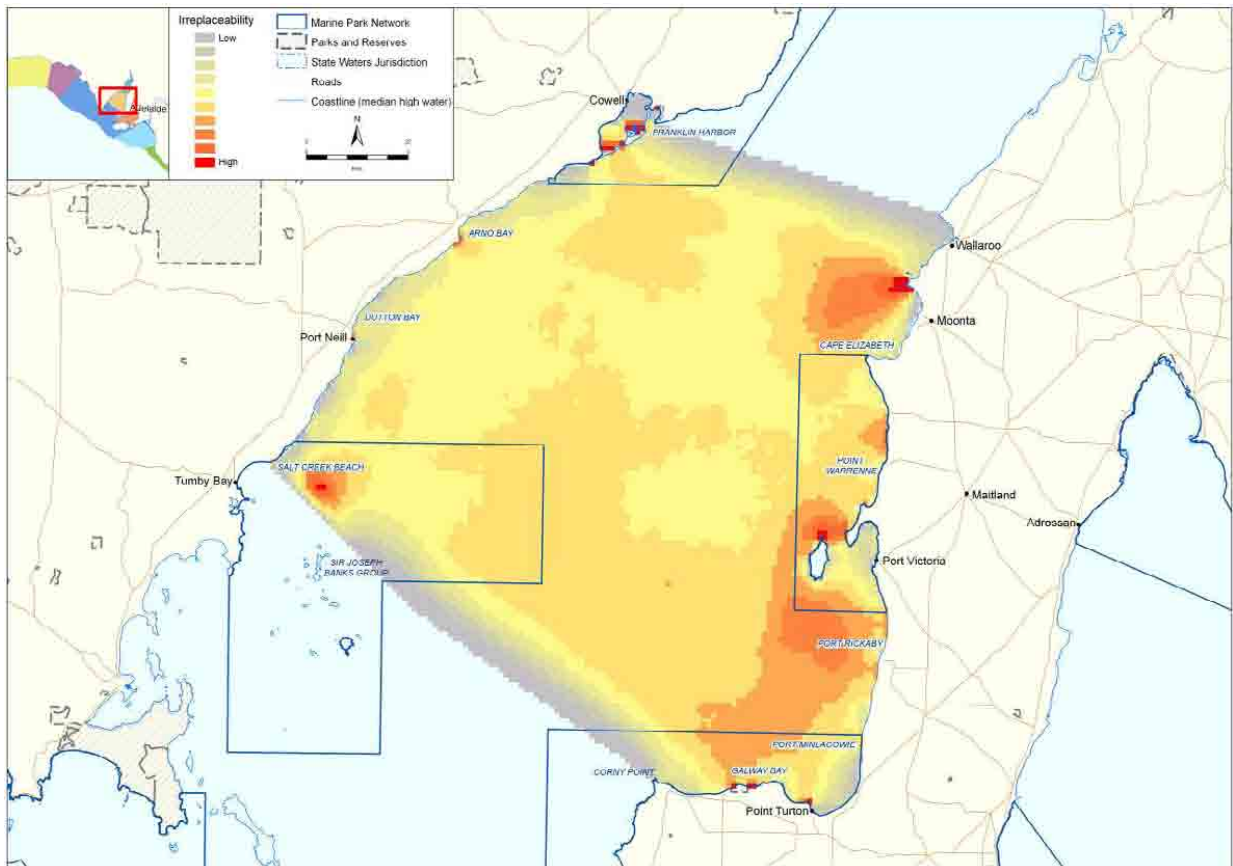 Irreplaceability
Low
High
Marine Park Network
Parks and Reserves
State Waters Jurisdiction
Roads
Coastline (median high water)
N
Adelaide
Cowell
FRANKLIN HARBOR
ARNO BAY
Wallaroo
DUTTON BAY
Port Neill
Moonta
CAPE ELIZABETH
SALT CREEK BEACH
Tumby Bay
POINT
WARRENNE
Maitland
Adrossan
SIR JOSEPH
BANKS GROUP
Port Victoria
PORT RICKABY
PORT MINLACOWIE
CORNY POINT
GALWAY BAY
Point Turton